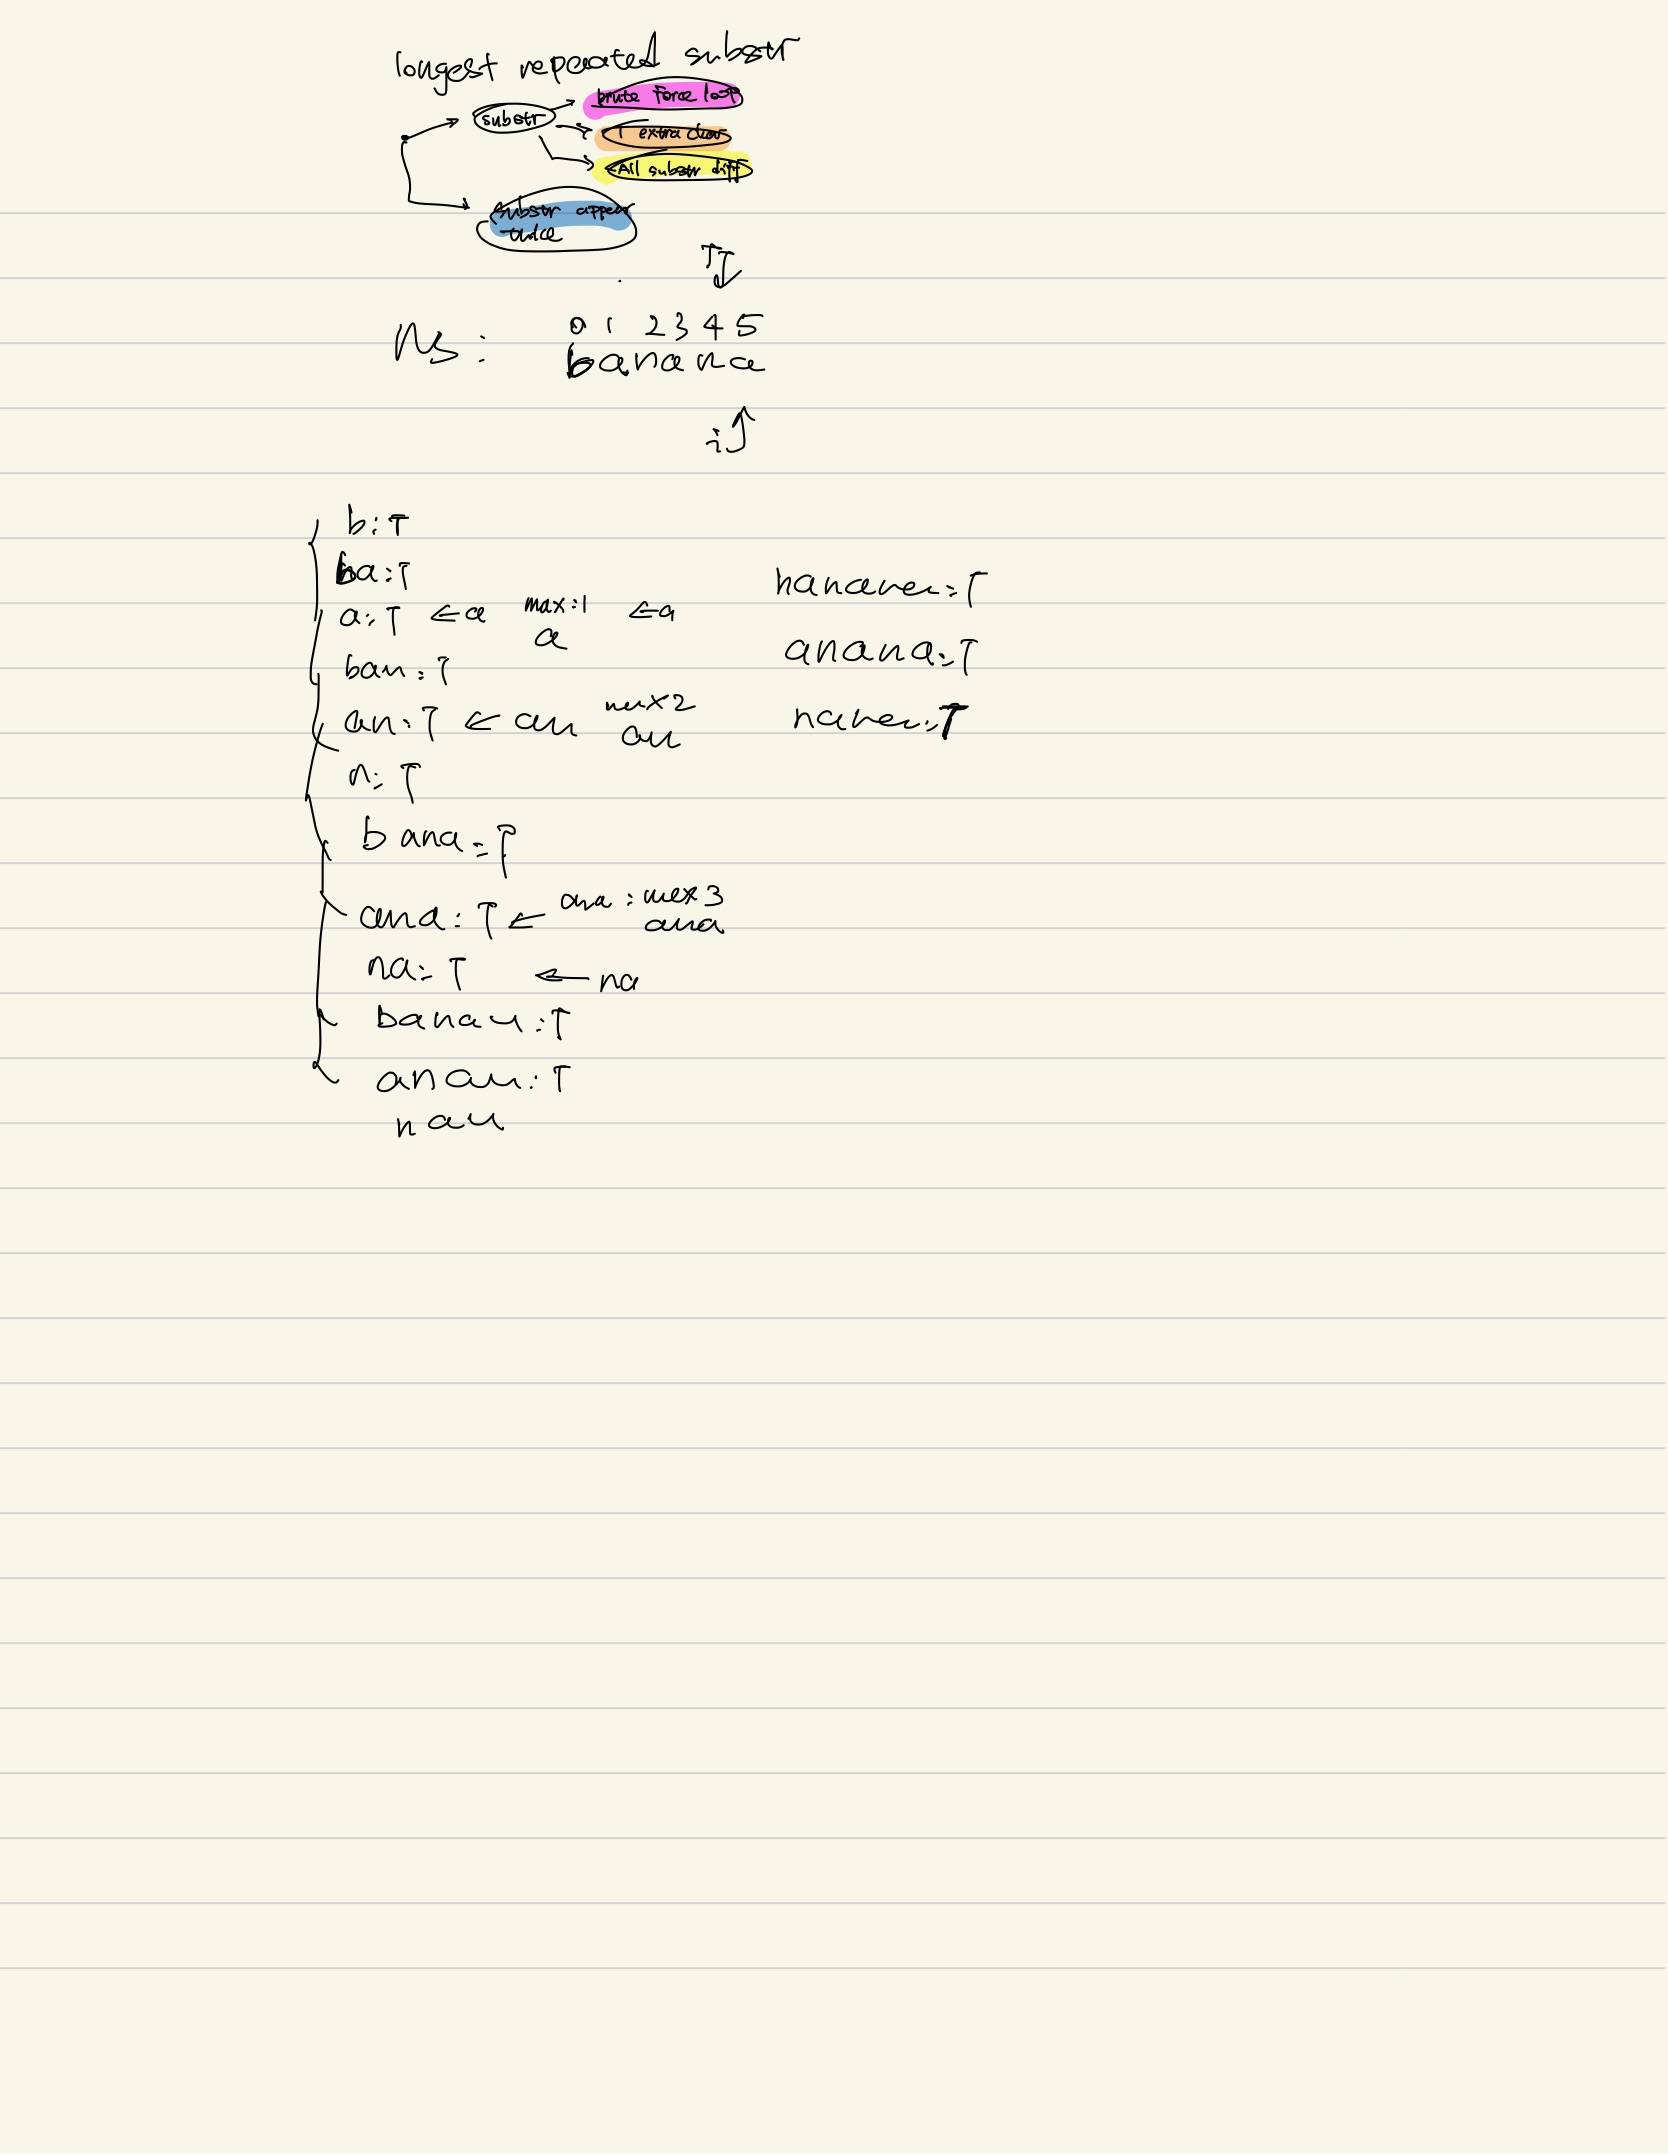 longest repeated substr
substr
brute force loop
1 extra char
All substr diff
substr appear
twice
ns :
0 1 2 3 4 5
banana
i
b : T
ba : T
a : T ← a max : 1 ← a
a
ban : T
an : T ← an max 2
an
n : T
bana : T
ana : T ← ana : max 3
ana
na : T ← na
banan : T
anan : T
nan
banana : T
anana : T
nana : T